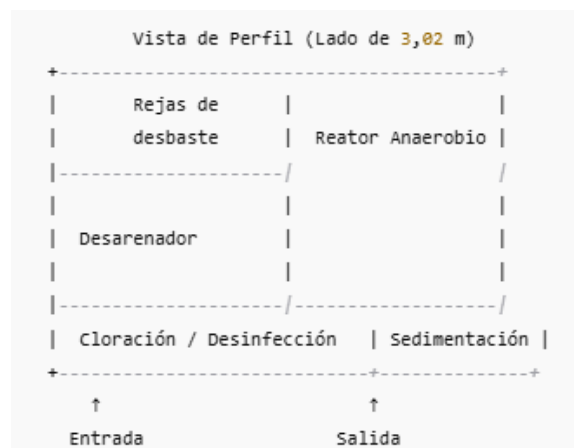 Vista de Perfil (Lado de 3,02 m)
Rejas de
desbaste Reator Anaerobio
Desarenador
Cloración / Desinfección Sedimentación
Entrada Salida